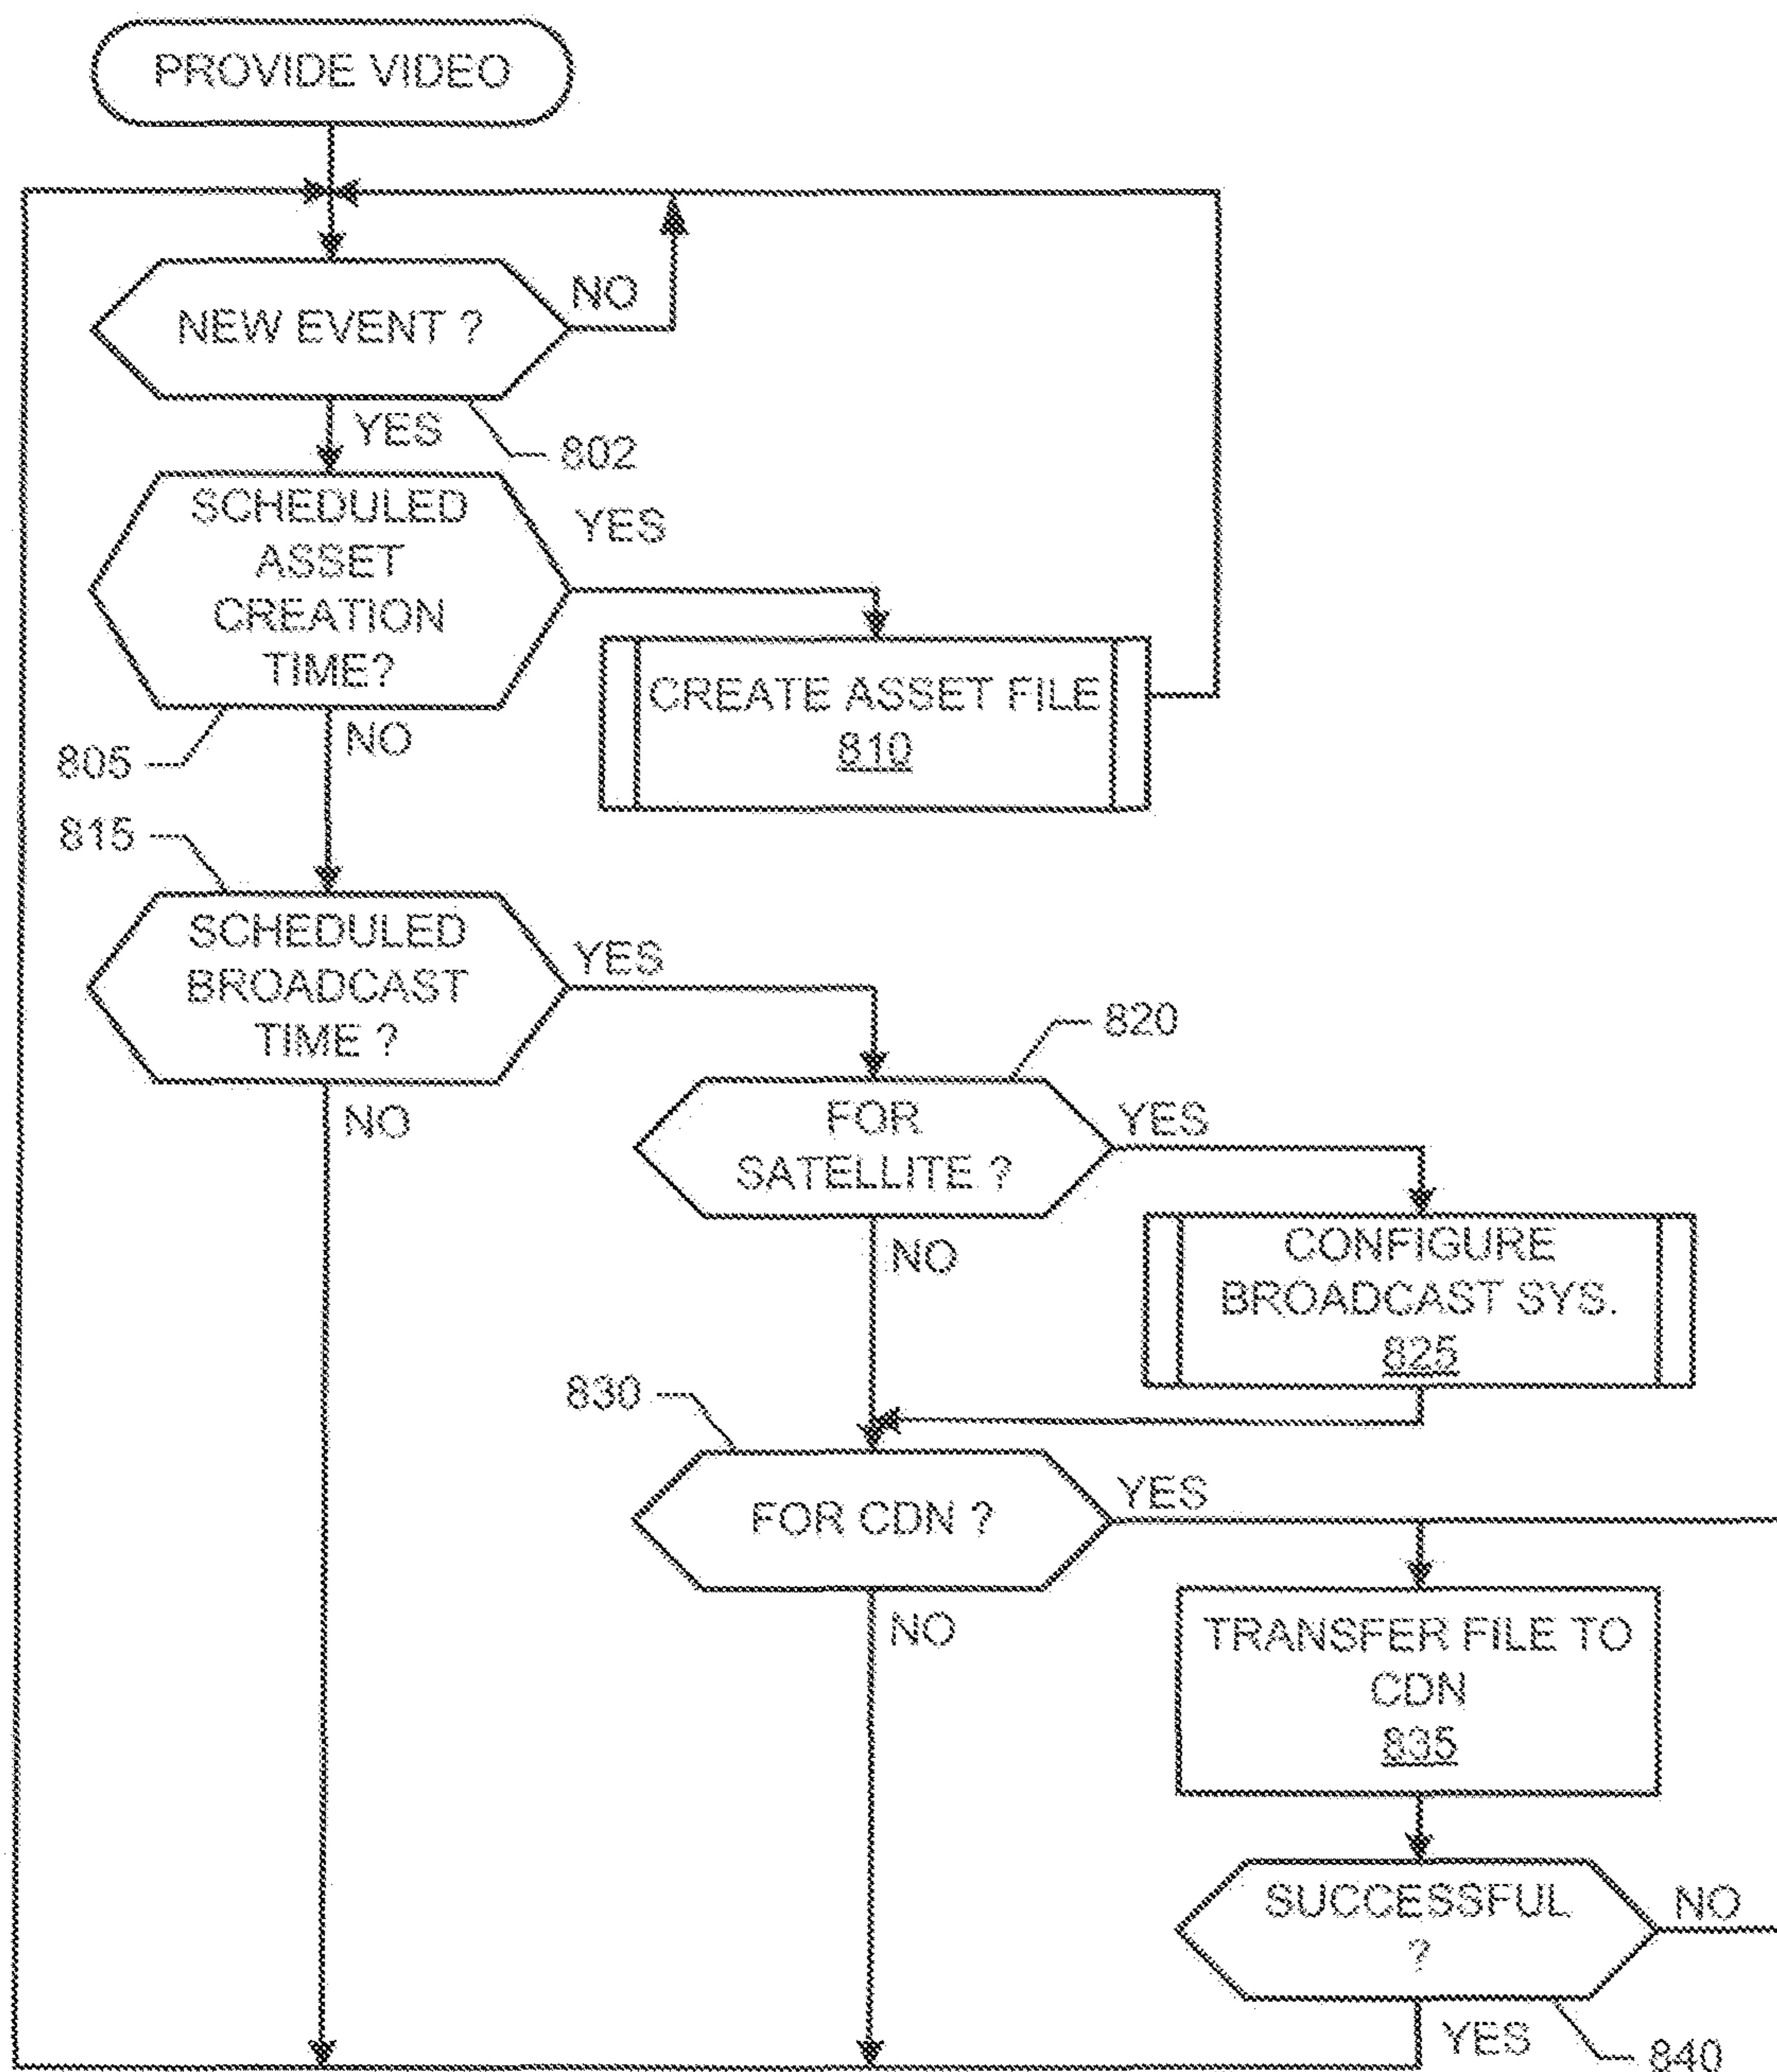 PROVIDE VIDEO
NEW EVENT ?
NO
YES
802
SCHEDULED
ASSET
CREATION
TIME?
YES
NO
805
CREATE ASSET FILE
810
815
SCHEDULED
BROADCAST
TIME ?
YES
NO
820
FOR
SATELLITE ?
YES
NO
CONFIGURE
BROADCAST SYS.
825
830
FOR CDN ?
YES
NO
TRANSFER FILE TO
CDN
835
SUCCESSFUL
?
NO
YES
840